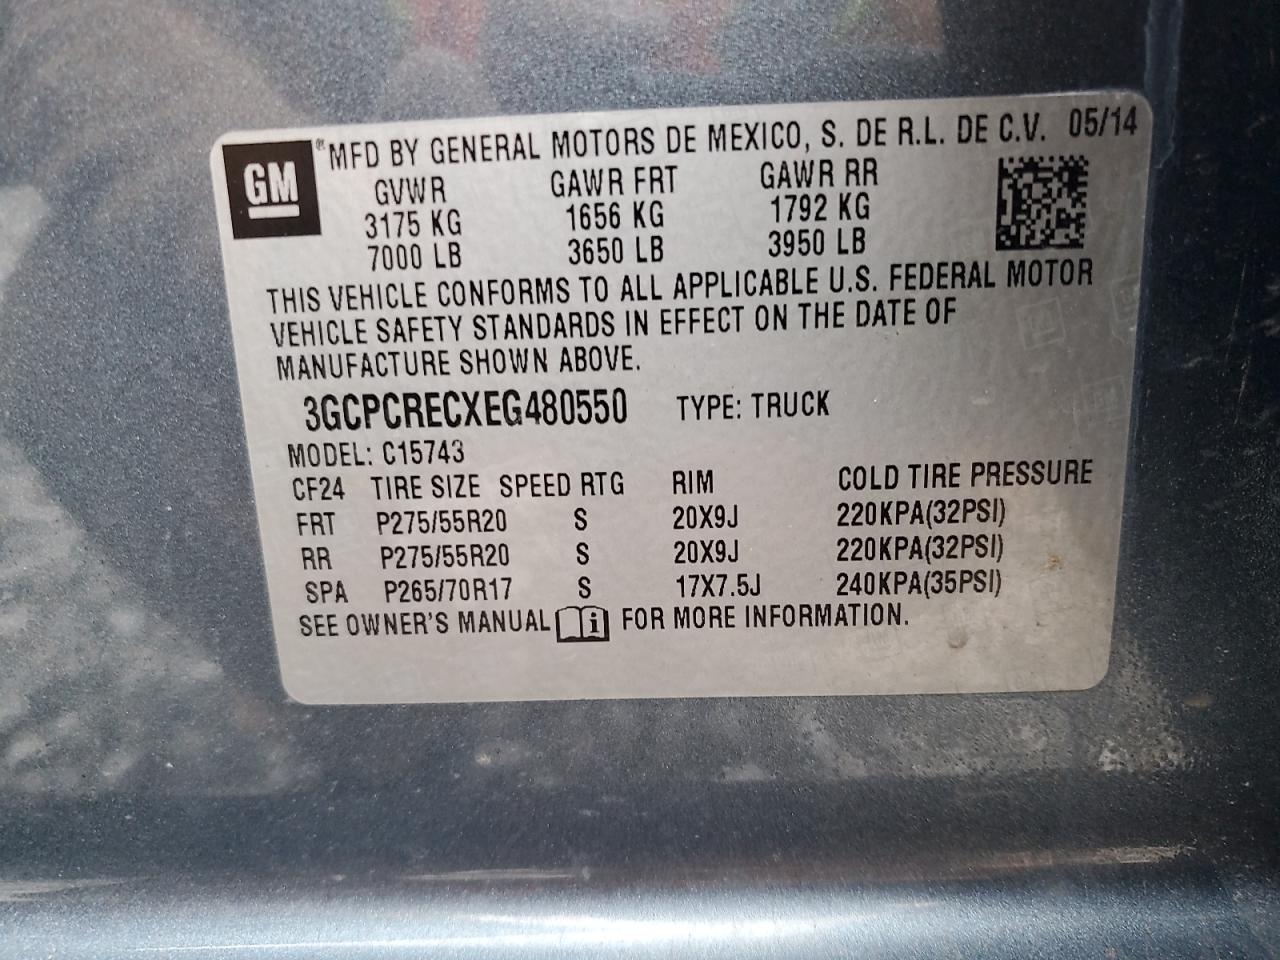 GM ® MFD BY GENERAL MOTORS DE MEXICO, S. DE R.L. DE C.V. 05/14
GVWR GAWR FRT GAWR RR
3175 KG 1656 KG 1792 KG
7000 LB 3650 LB 3950 LB
THIS VEHICLE CONFORMS TO ALL APPLICABLE U.S. FEDERAL MOTOR
VEHICLE SAFETY STANDARDS IN EFFECT ON THE DATE OF
MANUFACTURE SHOWN ABOVE.
3GCPCRECXEG480550 TYPE: TRUCK
MODEL: C15743
CF24 TIRE SIZE SPEED RTG RIM COLD TIRE PRESSURE
FRT P275/55R20 S 20X9J 220KPA(32PSI)
RR P275/55R20 S 20X9J 220KPA(32PSI)
SPA P265/70R17 S 17X7.5J 240KPA(35PSI)
SEE OWNER'S MANUAL i FOR MORE INFORMATION.